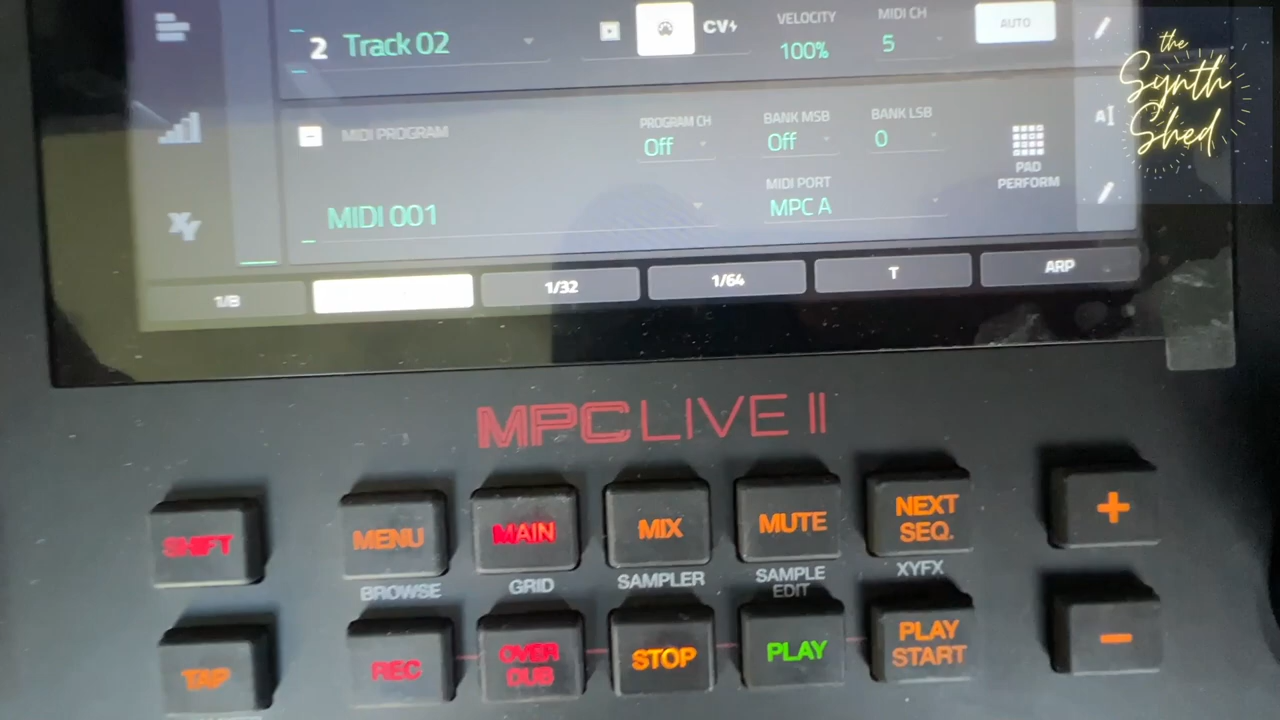 2 Track 02
CV
VELOCITY
100%
MIDI CH
5
AUTO
the
Synth
Shed
MIDI PROGRAM
PROGRAM CH
Off
BANK MSB
Off
BANK LSB
0
PAD
PERFORM
MIDI 001
MIDI PORT
MPC A
XY
AI
1/8
1/32
1/64
T
ARP
MPC LIVE II
SHIFT
MENU
MAIN
MIX
MUTE
NEXT
SEQ.
+
BROWSE
GRID
SAMPLER
SAMPLE
EDIT
XYFX
TAP
REC
OVER
DUB
STOP
PLAY
PLAY
START
−